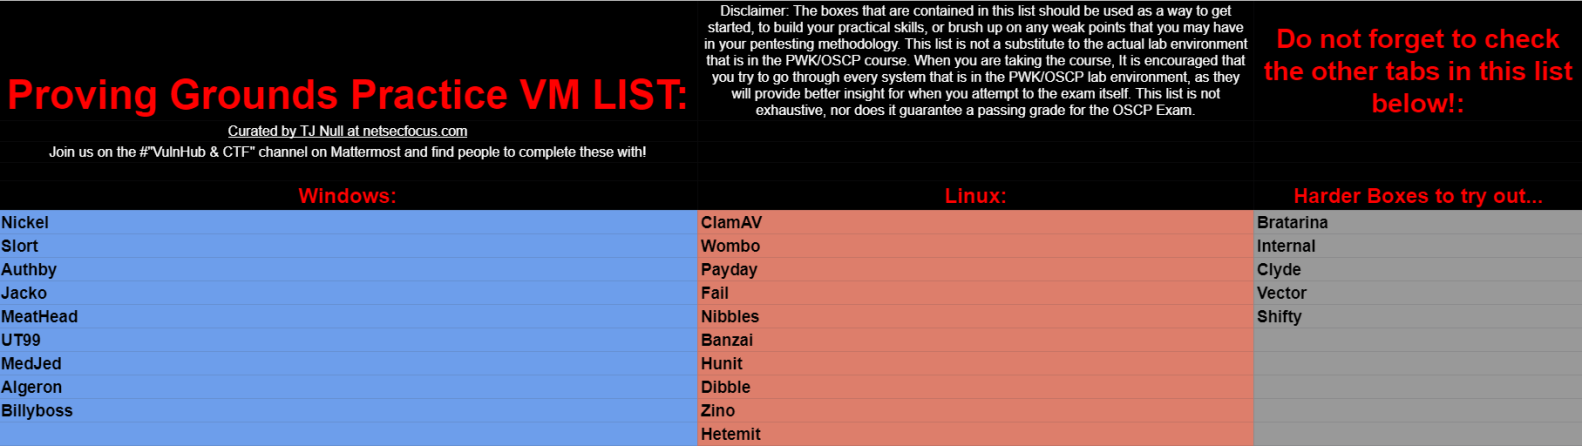 Proving Grounds Practice VM LIST:
Curated by TJ Null at netsecfocus.com
Join us on the #"VulnHub & CTF" channel on Mattermost and find people to complete these with!
Disclaimer: The boxes that are contained in this list should be used as a way to get
started, to build your practical skills, or brush up on any weak points that you may have
in your pentesting methodology. This list is not a substitute to the actual lab environment
that is in the PWK/OSCP course. When you are taking the course, It is encouraged that
you try to go through every system that is in the PWK/OSCP lab environment, as they
will provide better insight for when you attempt to the exam itself. This list is not
exhaustive, nor does it guarantee a passing grade for the OSCP Exam.
Do not forget to check
the other tabs in this list
below!:
Windows:
Nickel
Slort
Authby
Jacko
MeatHead
UT99
MedJed
Algeron
Billyboss
Linux:
ClamAV
Wombo
Payday
Fail
Nibbles
Banzai
Hunit
Dibble
Zino
Hetemit
Harder Boxes to try out...
Bratarina
Internal
Clyde
Vector
Shifty